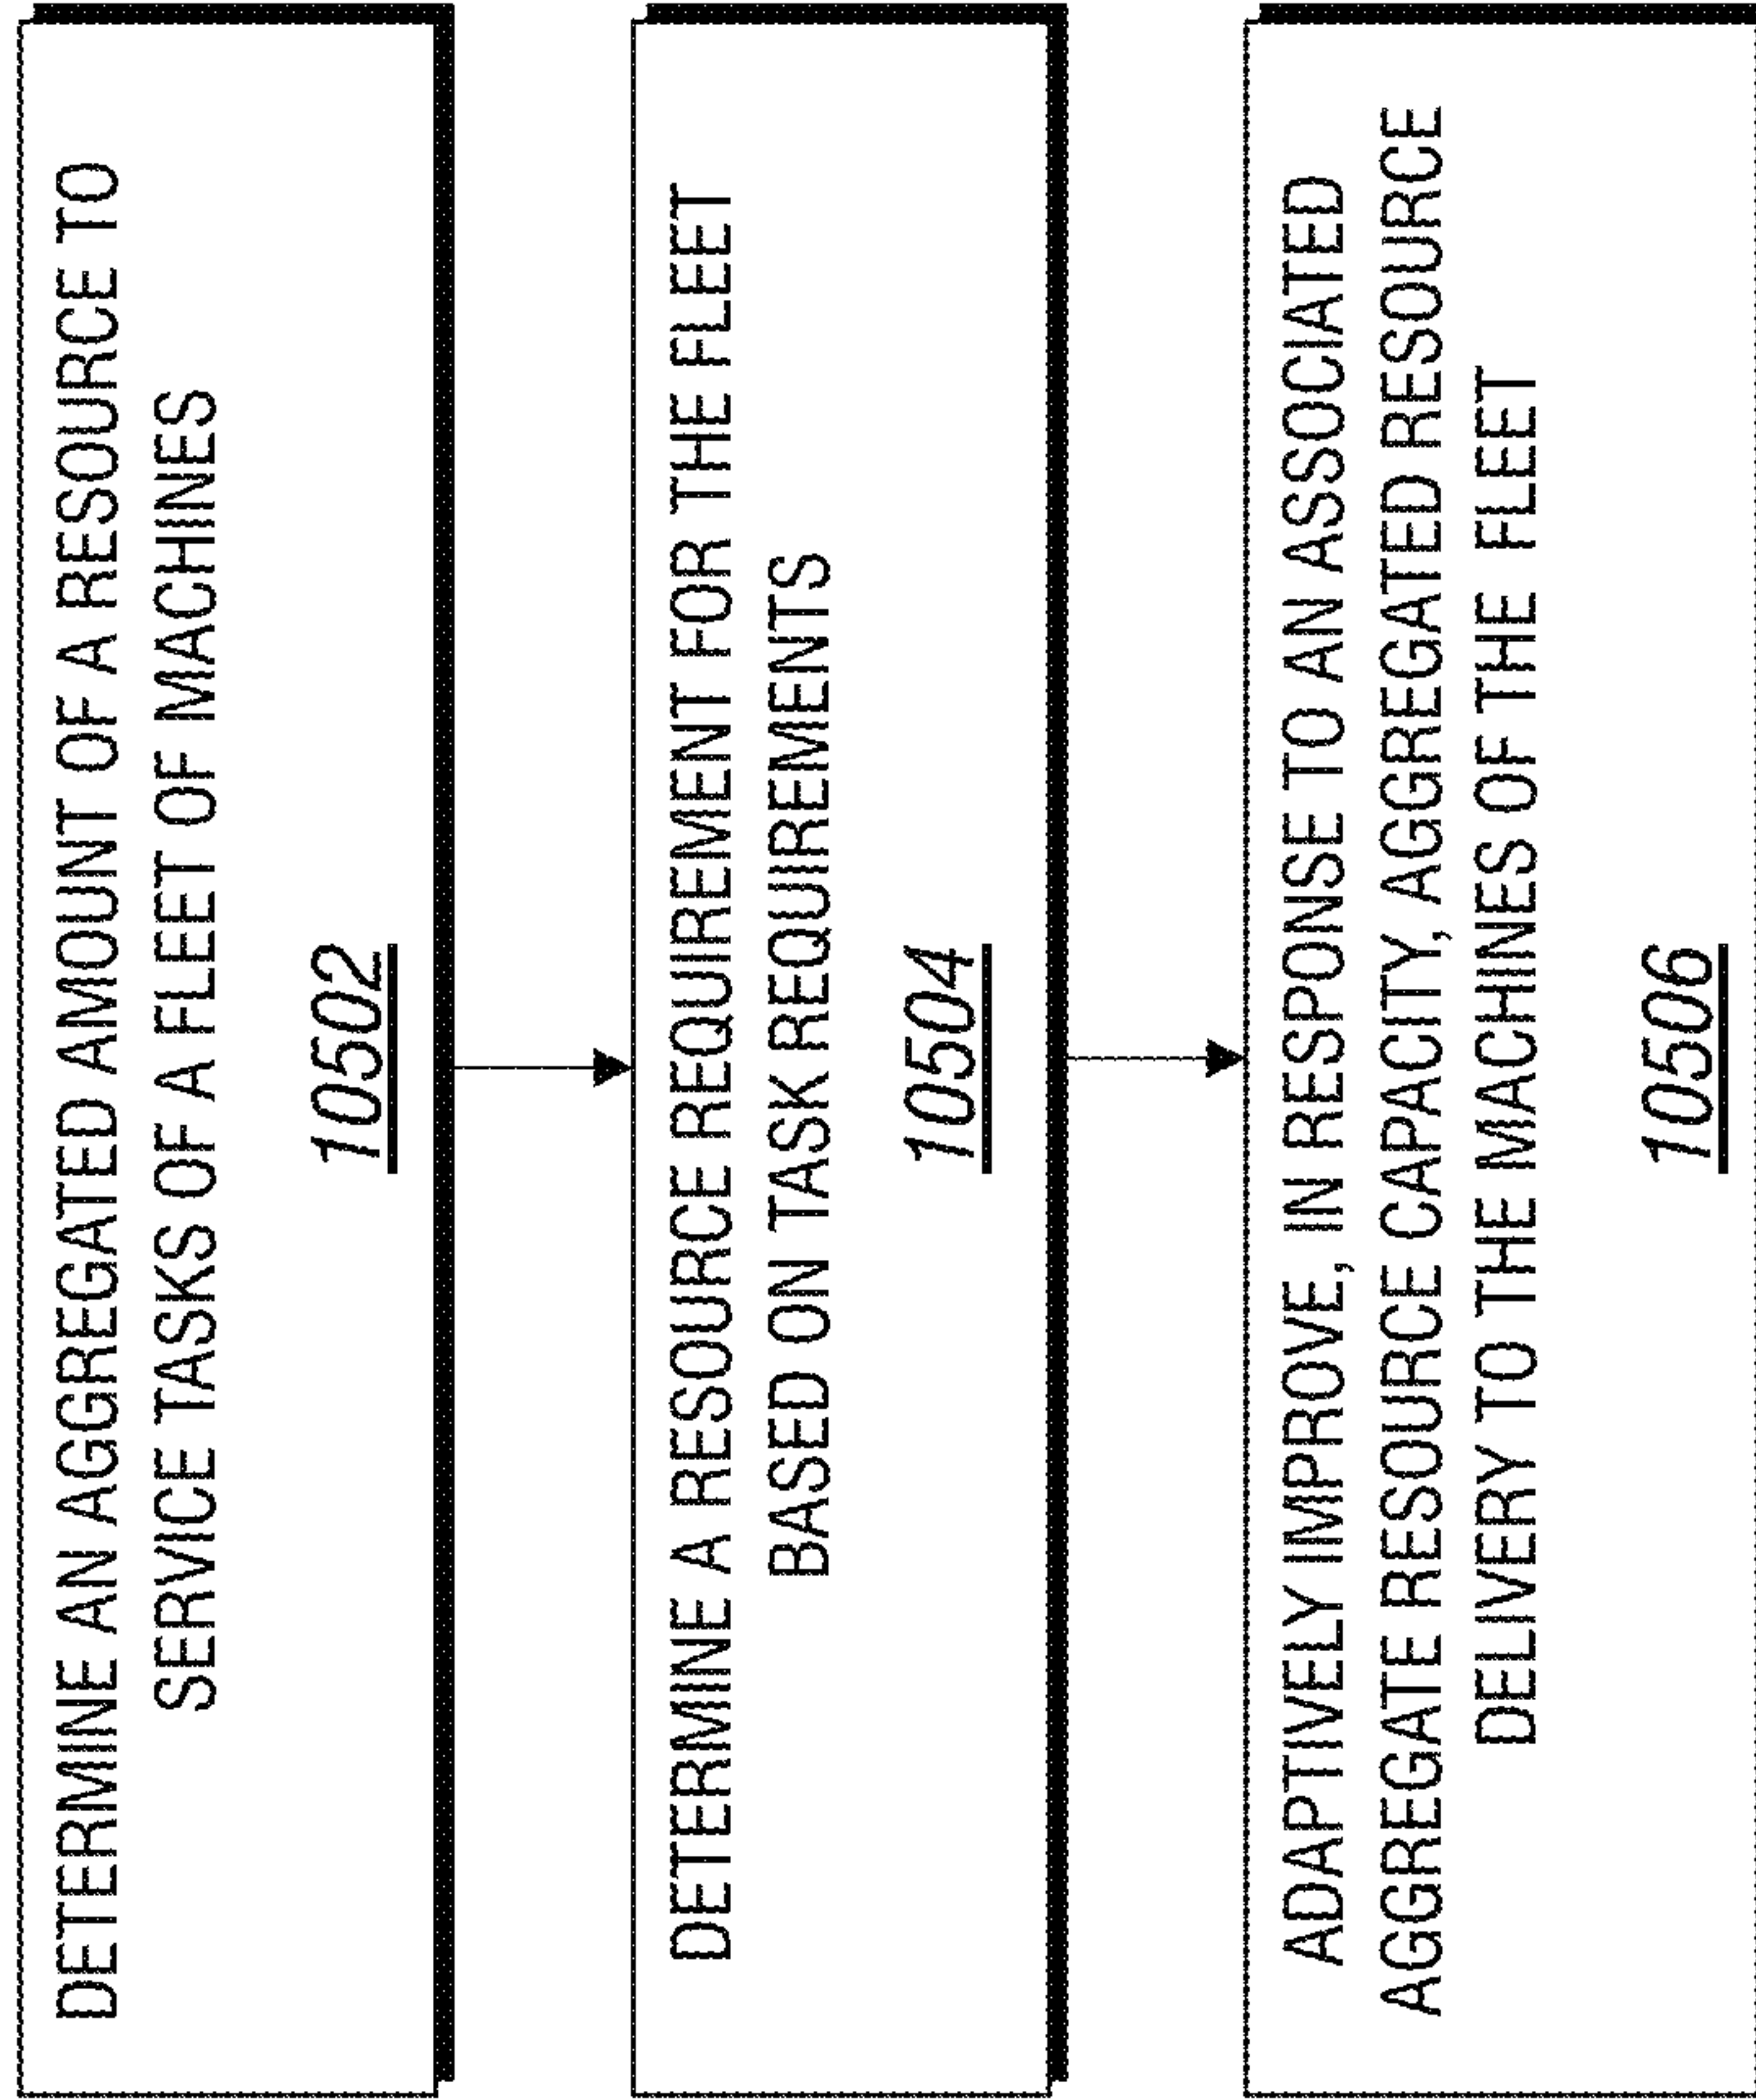 DETERMINE AN AGGREGATED AMOUNT OF A RESOURCE TO
SERVICE TASKS OF A FLEET OF MACHINES
10502
DETERMINE A RESOURCE REQUIREMENT FOR THE FLEET
BASED ON TASK REQUIREMENTS
10504
ADAPTIVELY IMPROVE, IN RESPONSE TO AN ASSOCIATED
AGGREGATE RESOURCE CAPACITY, AGGREGATED RESOURCE
DELIVERY TO THE MACHINES OF THE FLEET
10506